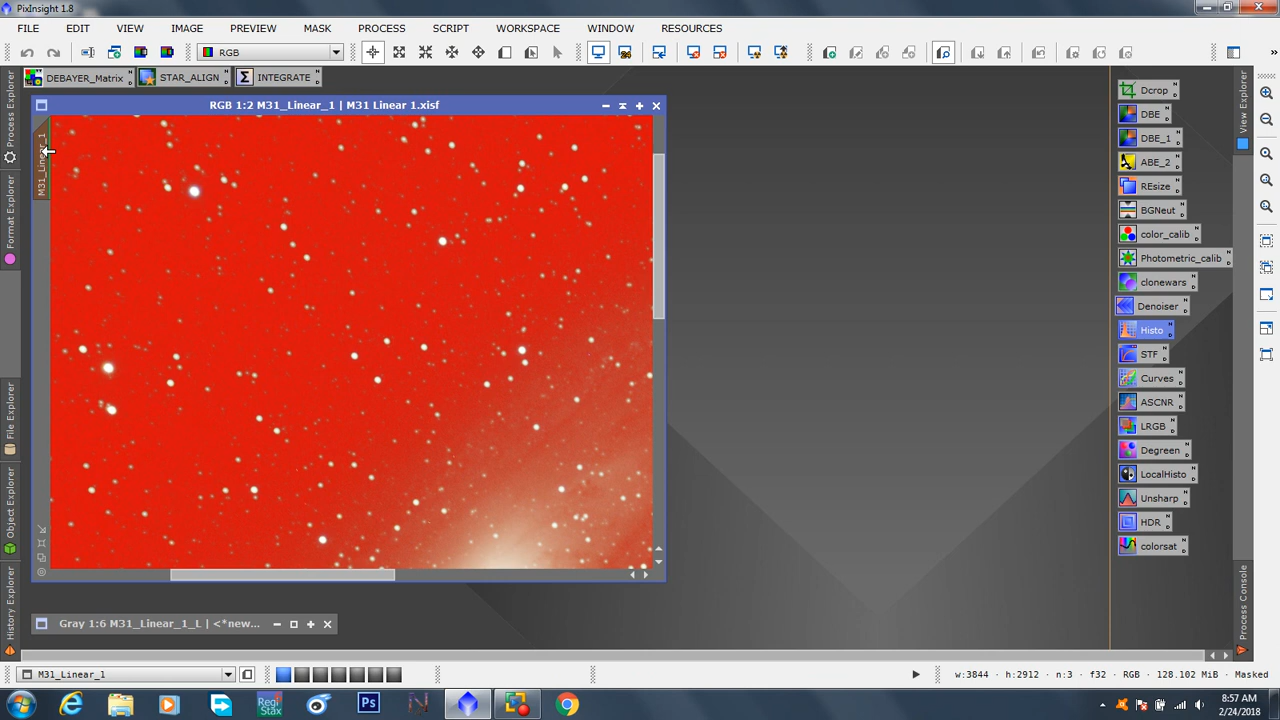 PixInsight 1.8
FILE EDIT VIEW IMAGE PREVIEW PROCESS MASK SCRIPT WORKSPACE WINDOW RESOURCES
RGB
DEBAYER_Matrix STAR_ALIGN INTEGRATE
RGB 1:2 M31_Linear_1 | M31 Linear 1.xisf
M31_Linear_1
Process Explorer
Format Explorer
File Explorer
Object Explorer
History Explorer
Dcrop
DBE
DBE_1
ABE_2
REsize
BGNeut
color_calib
Photometric_calib
clonewars
Denoiser
Histo
STF
Curves
ASCNR
LRGB
Degreen
LocalHisto
Unsharp
HDR
colorsat
View Explorer
Process Console
Gray 1:6 M31_Linear_1_L | <*new...
M31_Linear_1
w:3844 | h:2912 | n:3 | f32 | RGB | 128.102 MiB | Masked
Ps
Regi
Stax
8:57 AM
2/24/2018